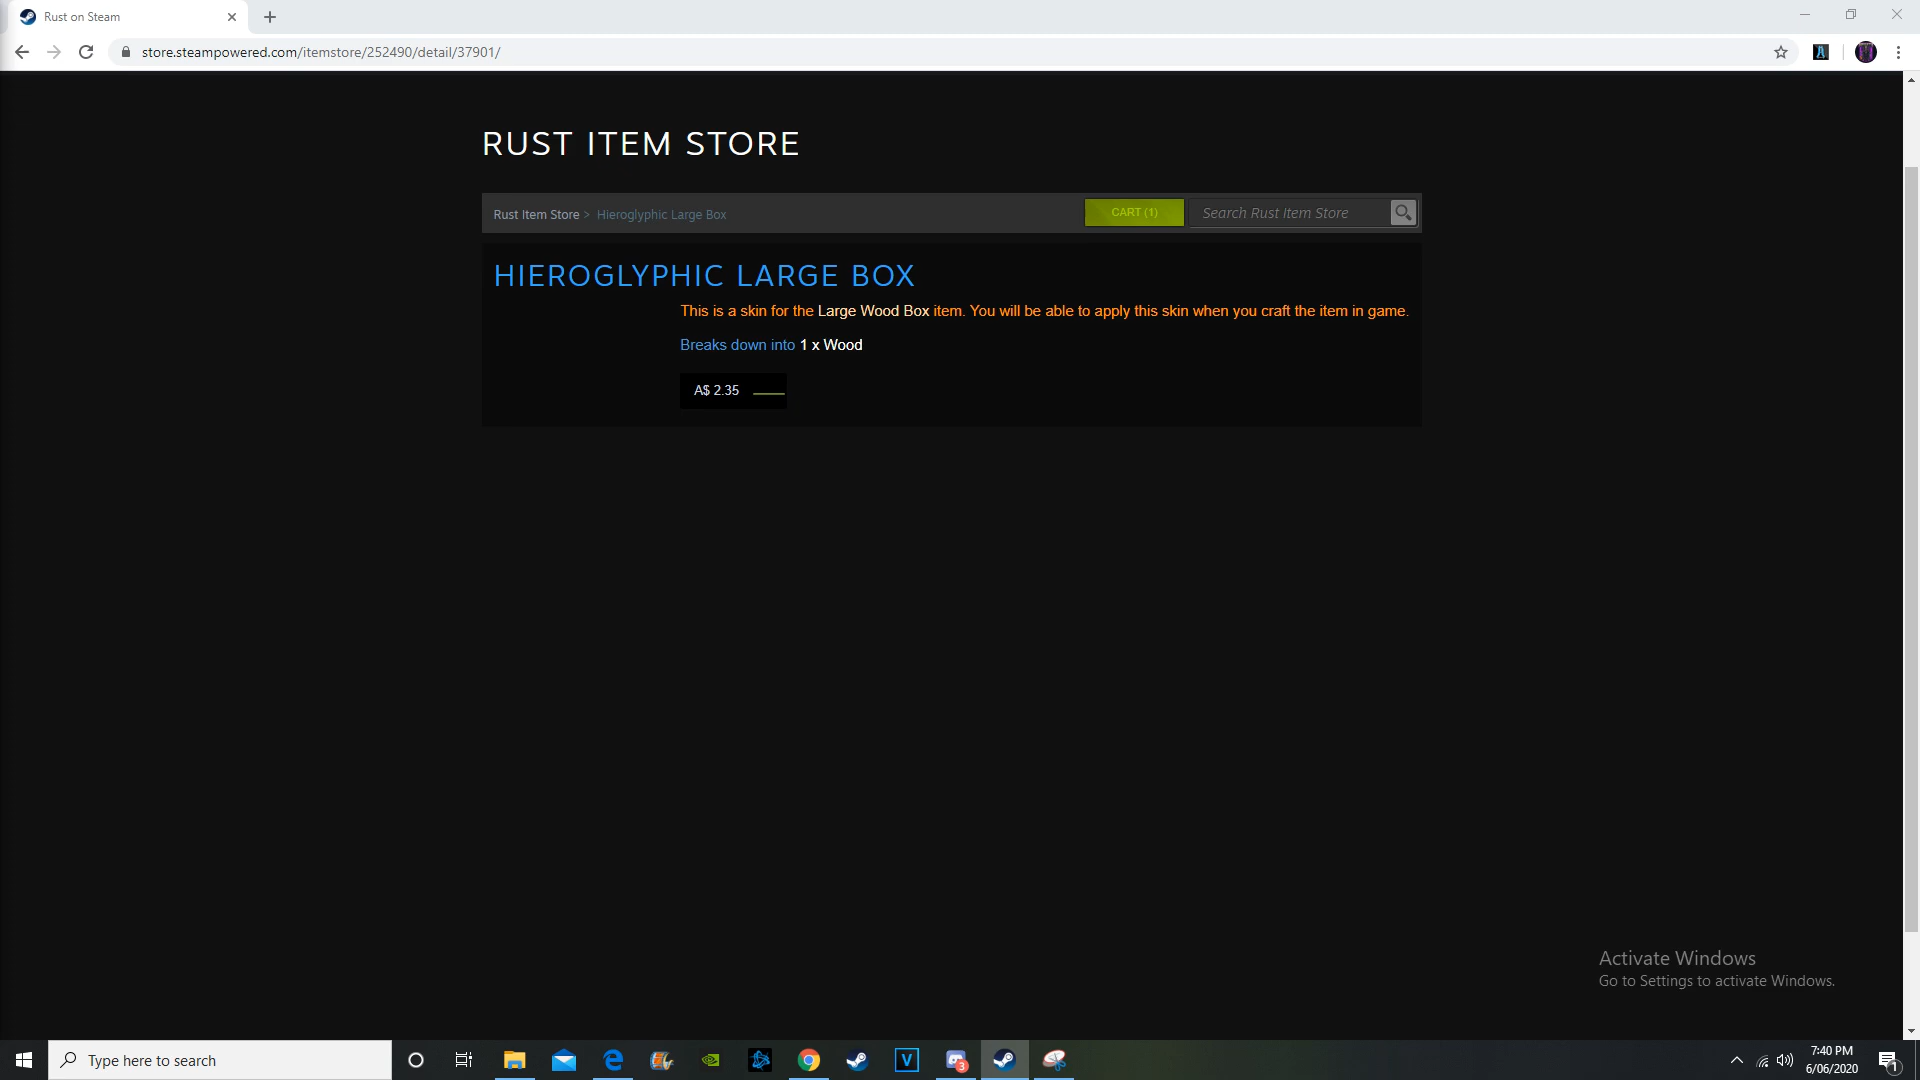 Rust on Steam
store.steampowered.com/itemstore/252490/detail/37901/
RUST ITEM STORE
Rust Item Store > Hieroglyphic Large Box
CART (1)
Search Rust Item Store
HIEROGLYPHIC LARGE BOX
This is a skin for the Large Wood Box item. You will be able to apply this skin when you craft the item in game.
Breaks down into 1 x Wood
A$ 2.35
Activate Windows
Go to Settings to activate Windows.
Type here to search
V
3
7:40 PM
6/06/2020
1